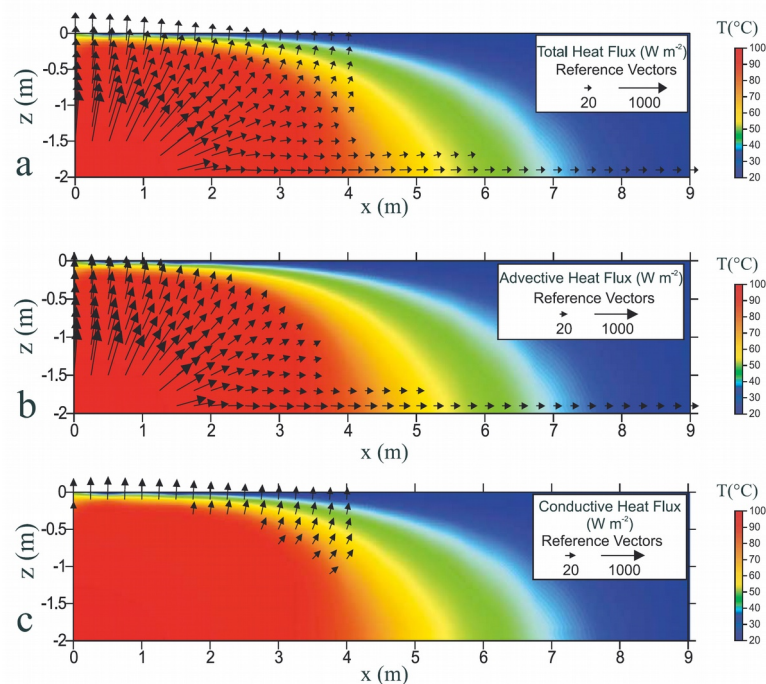 T(°C)
0
Total Heat Flux (W m⁻²)
Reference Vectors
20 1000
100
90
80
70
60
50
40
30
20
-0.5
-1
-1.5
-2
z (m)
a
0 1 2 3 4 5 6 7 8 9
x (m)
T(°C)
0
Advective Heat Flux (W m⁻²)
Reference Vectors
20 1000
100
90
80
70
60
50
40
30
20
-0.5
-1
-1.5
-2
z (m)
b
0 1 2 3 4 5 6 7 8 9
x (m)
T(°C)
0
Conductive Heat Flux
(W m⁻²)
Reference Vectors
20 1000
100
90
80
70
60
50
40
30
20
-0.5
-1
-1.5
-2
z (m)
c
0 1 2 3 4 5 6 7 8 9
x (m)